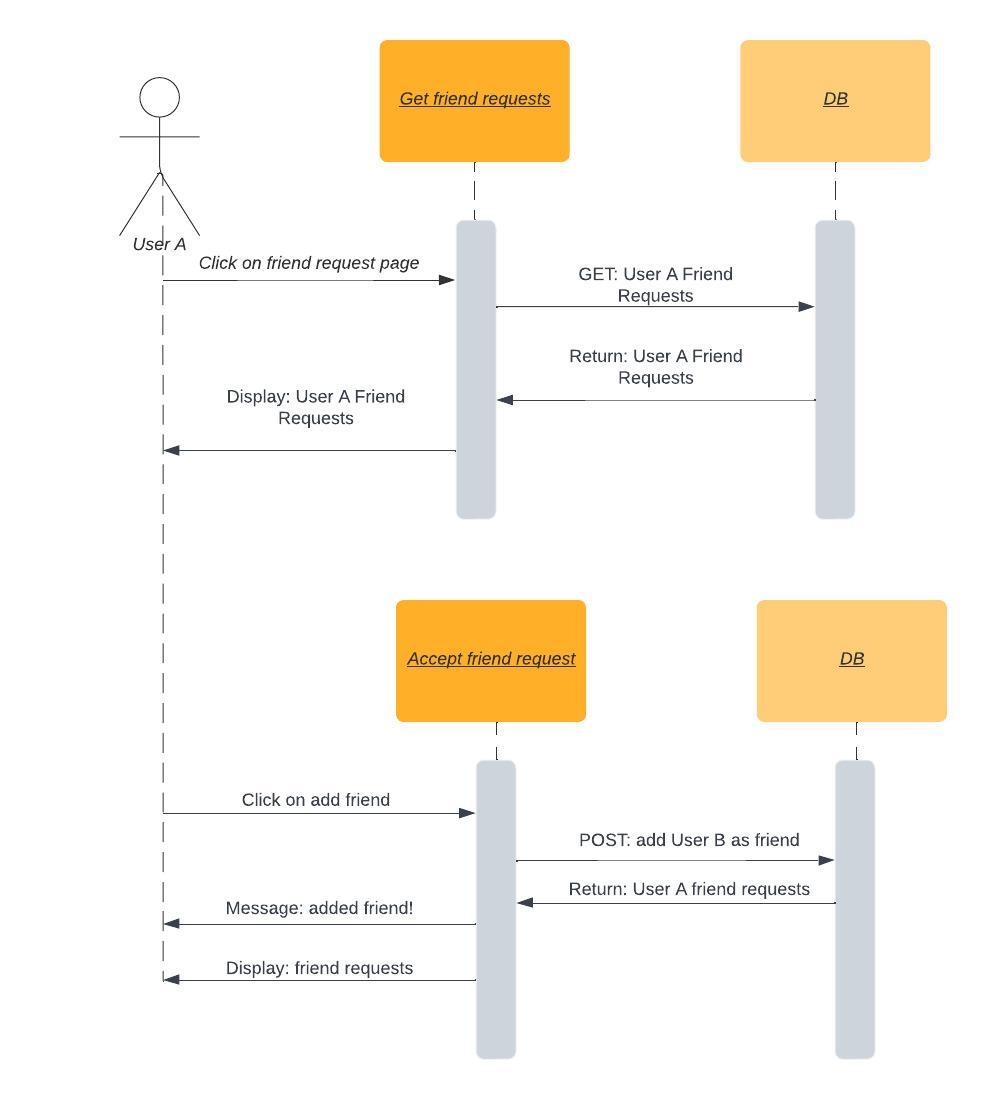 Get friend requests
DB
User A
Click on friend request page
GET: User A Friend
Requests
Return: User A Friend
Requests
Display: User A Friend
Requests
Accept friend request
DB
Click on add friend
POST: add User B as friend
Return: User A friend requests
Message: added friend!
Display: friend requests